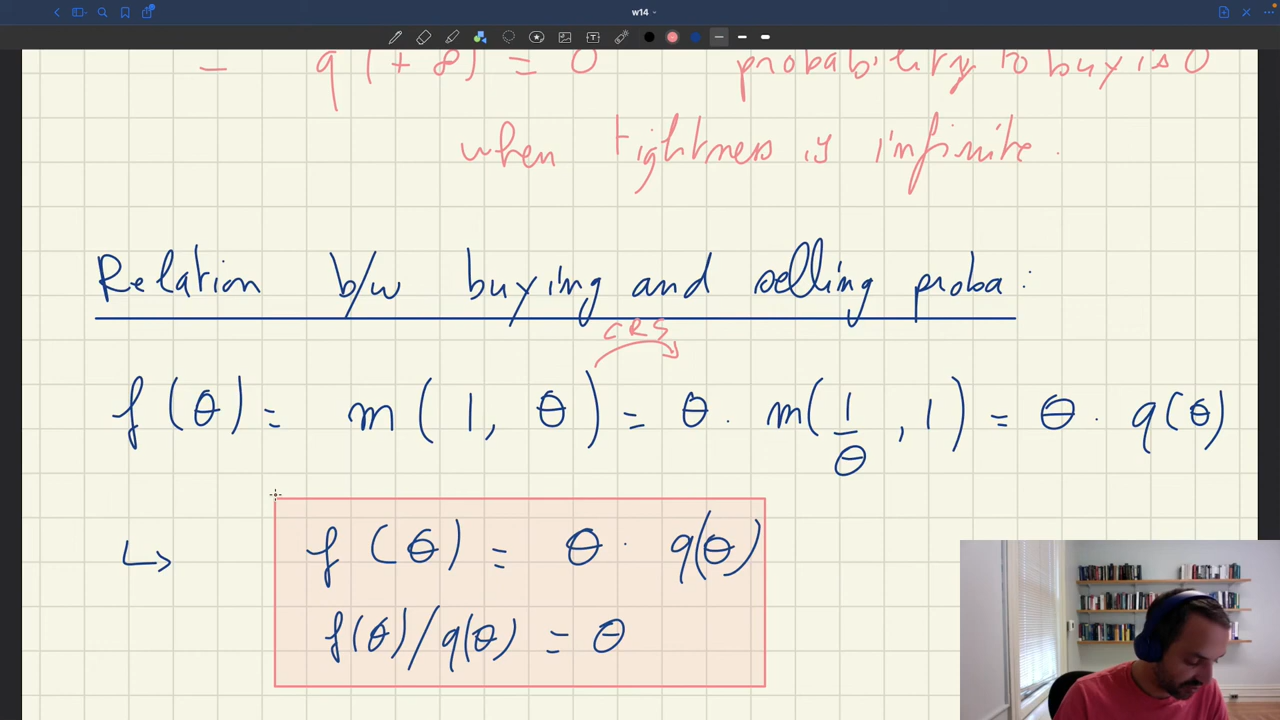 w14
— q(+∞) = 0 probability to buy is 0
when tightness is infinite.
Relation b/w buying and selling proba:
CRS
f(θ) = m(1, θ) = θ · m(1/θ, 1) = θ · q(θ)
↳ f(θ) = θ · q(θ)
f(θ)/q(θ) = θ